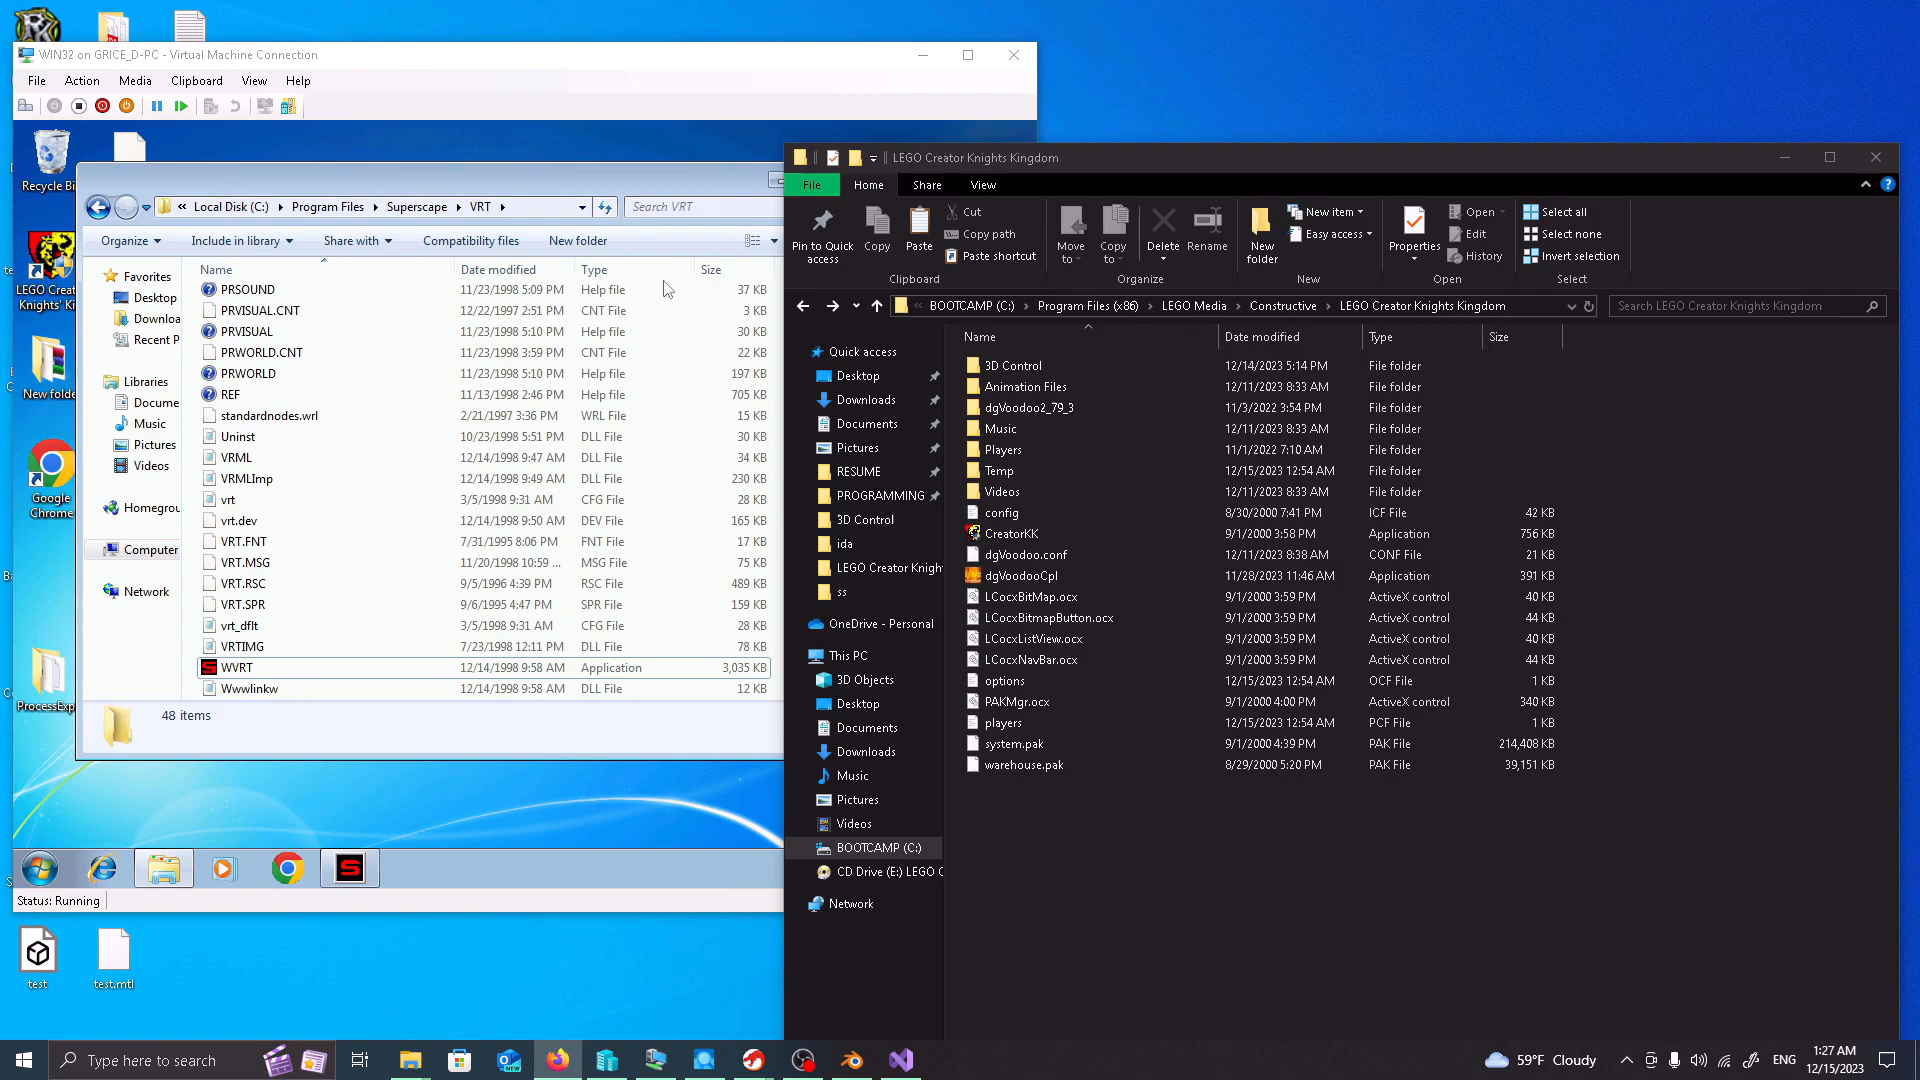 WIN32 on GRICE_D-PC - Virtual Machine Connection
File Action Media Clipboard View Help
Recycle Bi
« Local Disk (C:) Program Files Superscape VRT
Search VRT
Organize Include in library Share with Compatibility files New folder
Favorites
Desktop
Downloa
Recent P
Libraries
Docume
Music
Pictures
Videos
Homegrou
Computer
Network
Name Date modified Type Size
PRSOUND 11/23/1998 5:09 PM Help file 37 KB
PRVISUAL.CNT 12/22/1997 2:51 PM CNT File 3 KB
PRVISUAL 11/23/1998 5:10 PM Help file 30 KB
PRWORLD.CNT 11/23/1998 3:59 PM CNT File 22 KB
PRWORLD 11/23/1998 5:10 PM Help file 197 KB
REF 11/13/1998 2:46 PM Help file 705 KB
standardnodes.wrl 2/21/1997 3:36 PM WRL File 15 KB
Uninst 10/23/1998 5:51 PM DLL File 30 KB
VRML 12/14/1998 9:47 AM DLL File 34 KB
VRMLImp 12/14/1998 9:49 AM DLL File 230 KB
vrt 3/5/1998 9:31 AM CFG File 28 KB
vrt.dev 12/14/1998 9:50 AM DEV File 165 KB
VRT.FNT 7/31/1995 8:06 PM FNT File 17 KB
VRT.MSG 11/20/1998 10:59 ... MSG File 75 KB
VRT.RSC 9/5/1996 4:39 PM RSC File 489 KB
VRT.SPR 9/6/1995 4:47 PM SPR File 159 KB
vrt_dflt 3/5/1998 9:31 AM CFG File 28 KB
VRTIMG 7/23/1998 12:11 PM DLL File 78 KB
WVRT 12/14/1998 9:58 AM Application 3,035 KB
Wwwlinkw 12/14/1998 9:58 AM DLL File 12 KB
48 items
LEGO Crea
Knights' Ki
New folde
Google
Chrome
ProcessExp
Status: Running
test
test.mtl
LEGO Creator Knights Kingdom
File Home Share View
Pin to Quick access
Copy
Paste
Cut
Copy path
Paste shortcut
Clipboard
Move to
Copy to
Delete
Rename
Organize
New folder
New item
Easy access
New
Properties
Open
Edit
History
Open
Select all
Select none
Invert selection
Select
« BOOTCAMP (C:) Program Files (x86) LEGO Media Constructive LEGO Creator Knights Kingdom
Search LEGO Creator Knights Kingdom
Quick access
Desktop
Downloads
Documents
Pictures
RESUME
PROGRAMMING
3D Control
ida
LEGO Creator Knigh
ss
OneDrive - Personal
This PC
3D Objects
Desktop
Documents
Downloads
Music
Pictures
Videos
BOOTCAMP (C:)
CD Drive (E:) LEGO C
Network
Name Date modified Type Size
3D Control 12/14/2023 5:14 PM File folder
Animation Files 12/11/2023 8:33 AM File folder
dgVoodoo2_79_3 11/3/2022 3:54 PM File folder
Music 12/11/2023 8:33 AM File folder
Players 11/1/2022 7:10 AM File folder
Temp 12/15/2023 12:54 AM File folder
Videos 12/11/2023 8:33 AM File folder
config 8/30/2000 7:41 PM ICF File 42 KB
CreatorKK 9/1/2000 3:58 PM Application 756 KB
dgVoodoo.conf 12/11/2023 8:38 AM CONF File 21 KB
dgVoodooCpl 11/28/2023 11:46 AM Application 391 KB
LCocxBitMap.ocx 9/1/2000 3:59 PM ActiveX control 40 KB
LCocxBitmapButton.ocx 9/1/2000 3:59 PM ActiveX control 44 KB
LCocxListView.ocx 9/1/2000 3:59 PM ActiveX control 40 KB
LCocxNavBar.ocx 9/1/2000 3:59 PM ActiveX control 44 KB
options 12/15/2023 12:54 AM OCF File 1 KB
PAKMgr.ocx 9/1/2000 4:00 PM ActiveX control 340 KB
players 12/15/2023 12:54 AM PCF File 1 KB
system.pak 9/1/2000 4:39 PM PAK File 214,408 KB
warehouse.pak 8/29/2000 5:20 PM PAK File 39,151 KB
Type here to search
59°F Cloudy
ENG
1:27 AM
12/15/2023